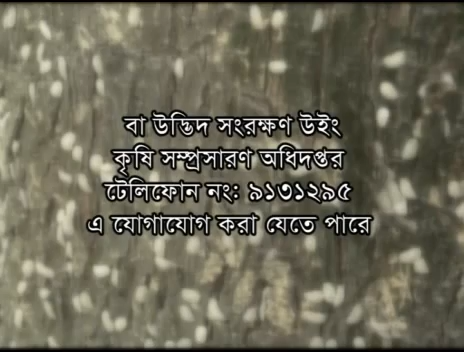 বা উদ্ভিদ সংরক্ষণ উইং
কৃষি সম্প্রসারণ অধিদপ্তর
টেলিফোন নং: ৯১৩১২৯৫
এ যোগাযোগ করা যেতে পারে